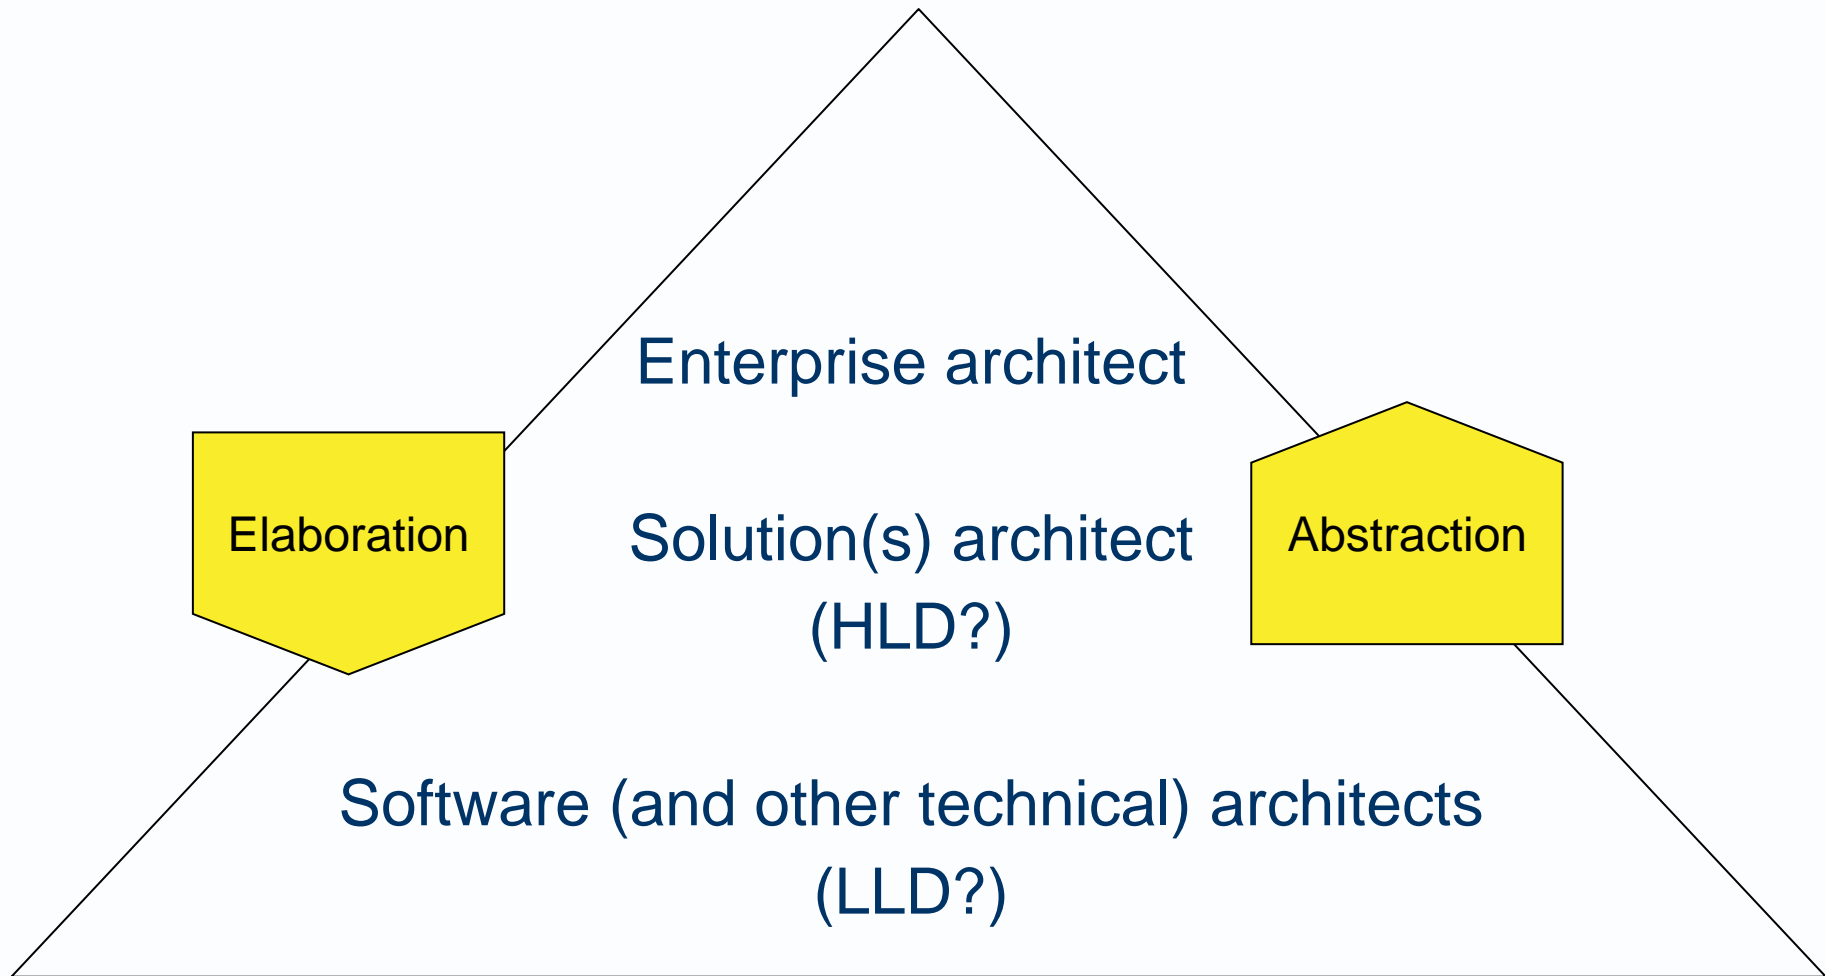 Enterprise architect
Elaboration
Solution(s) architect
(HLD?)
Abstraction
Software (and other technical) architects
(LLD?)